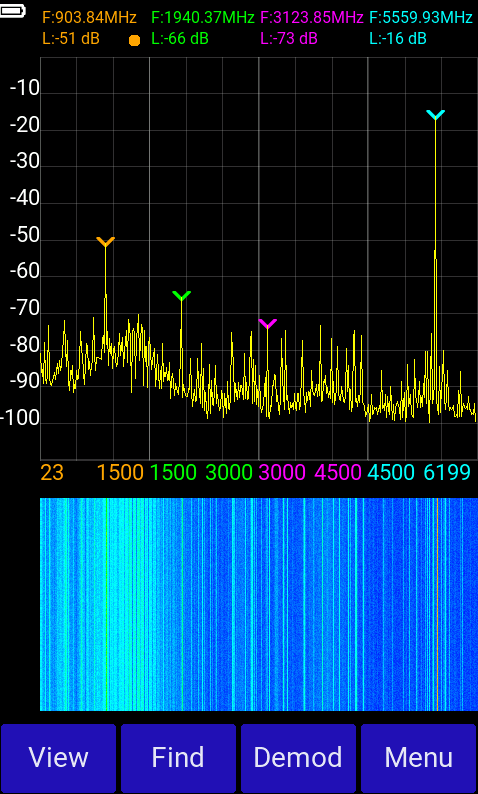 F:903.84MHz F:1940.37MHz F:3123.85MHz F:5559.93MHz
L:-51 dB L:-66 dB L:-73 dB L:-16 dB
-10
-20
-30
-40
-50
-60
-70
-80
-90
-100
23 1500 1500 3000 3000 4500 4500 6199
View Find Demod Menu